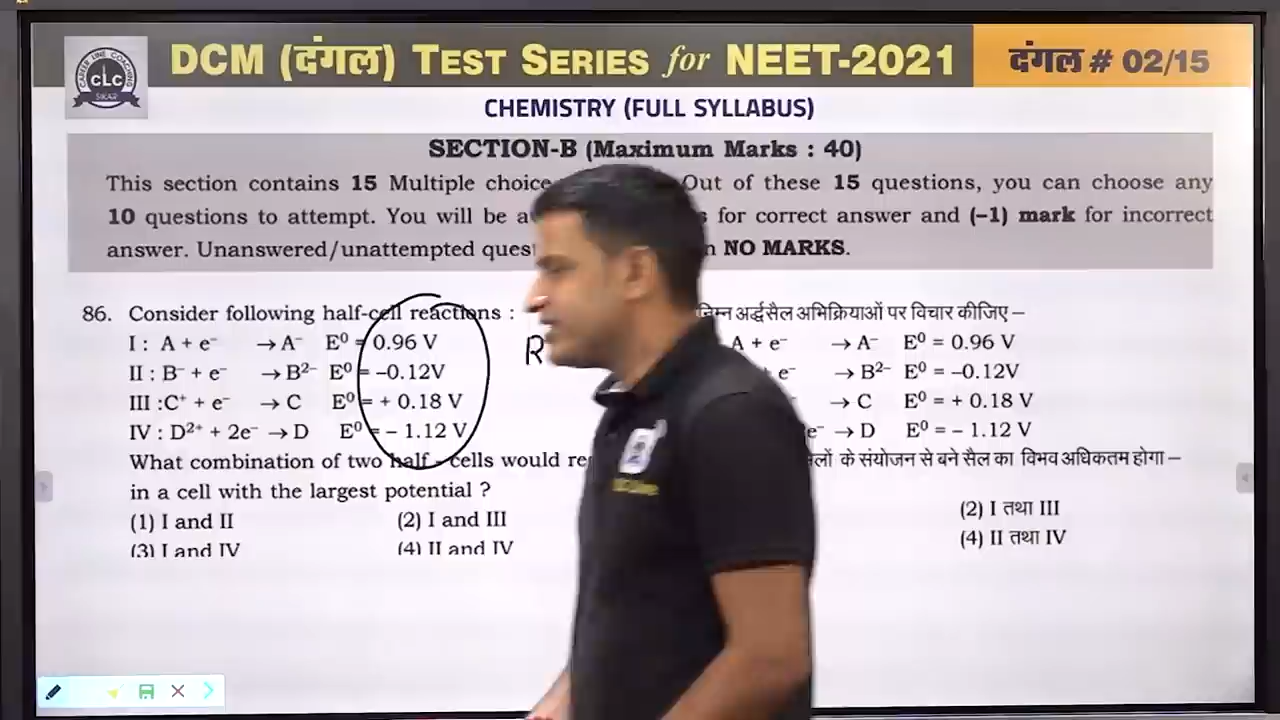 DCM (दंगल) TEST SERIES for NEET-2021
दंगल # 02/15
CAREER LINE COACHING
CLC
SIKAR
CHEMISTRY (FULL SYLLABUS)
SECTION-B (Maximum Marks : 40)
This section contains 15 Multiple choice Out of these 15 questions, you can choose any
10 questions to attempt. You will be for correct answer and (–1) mark for incorrect
answer. Unanswered/unattempted NO MARKS.
86. Consider following half-cell reactions :
I : A + e⁻ → A⁻ E⁰ = 0.96 V
II : B⁻ + e⁻ → B²⁻ E⁰ = –0.12V
III : C⁺ + e⁻ → C E⁰ = + 0.18 V
IV : D²⁺ + 2e⁻ → D E⁰ = – 1.12 V
What combination of two half - cells would
in a cell with the largest potential ?
(1) I and II (2) I and III
(3) I and IV (4) II and IV
R
निम्न अर्द्धसैल अभिक्रियाओं पर विचार कीजिए –
A + e⁻ → A⁻ E⁰ = 0.96 V
e⁻ → B²⁻ E⁰ = –0.12V
→ C E⁰ = + 0.18 V
e⁻ → D E⁰ = – 1.12 V
के संयोजन से बने सैल का विभव अधिकतम होगा –
(2) I तथा III
(4) II तथा IV